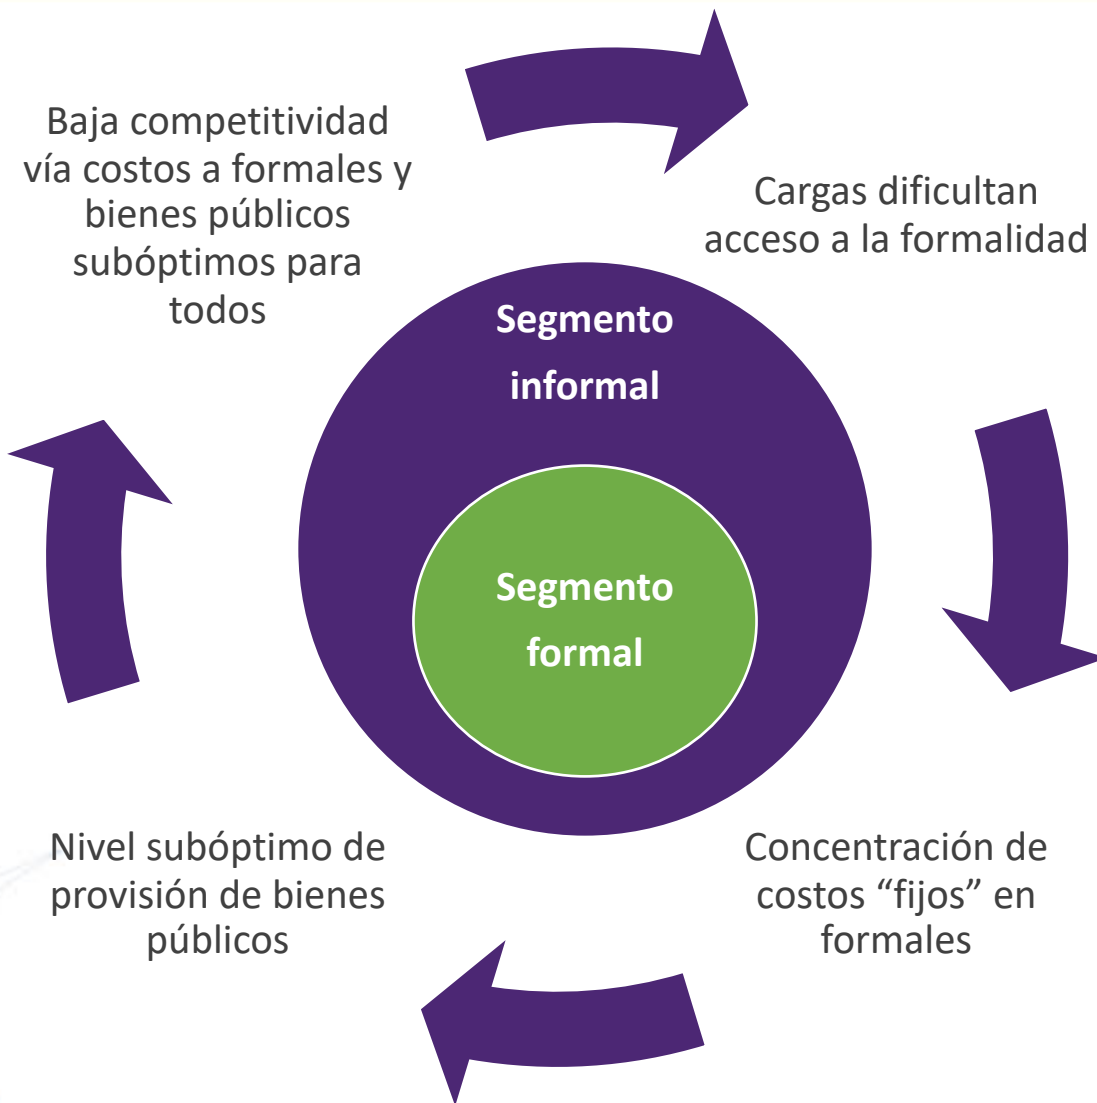 Baja competitividad
vía costos a formales y
bienes públicos
subóptimos para
todos
Cargas dificultan
acceso a la formalidad
Segmento
informal
Segmento
formal
Concentración de
costos “fijos” en
formales
Nivel subóptimo de
provisión de bienes
públicos